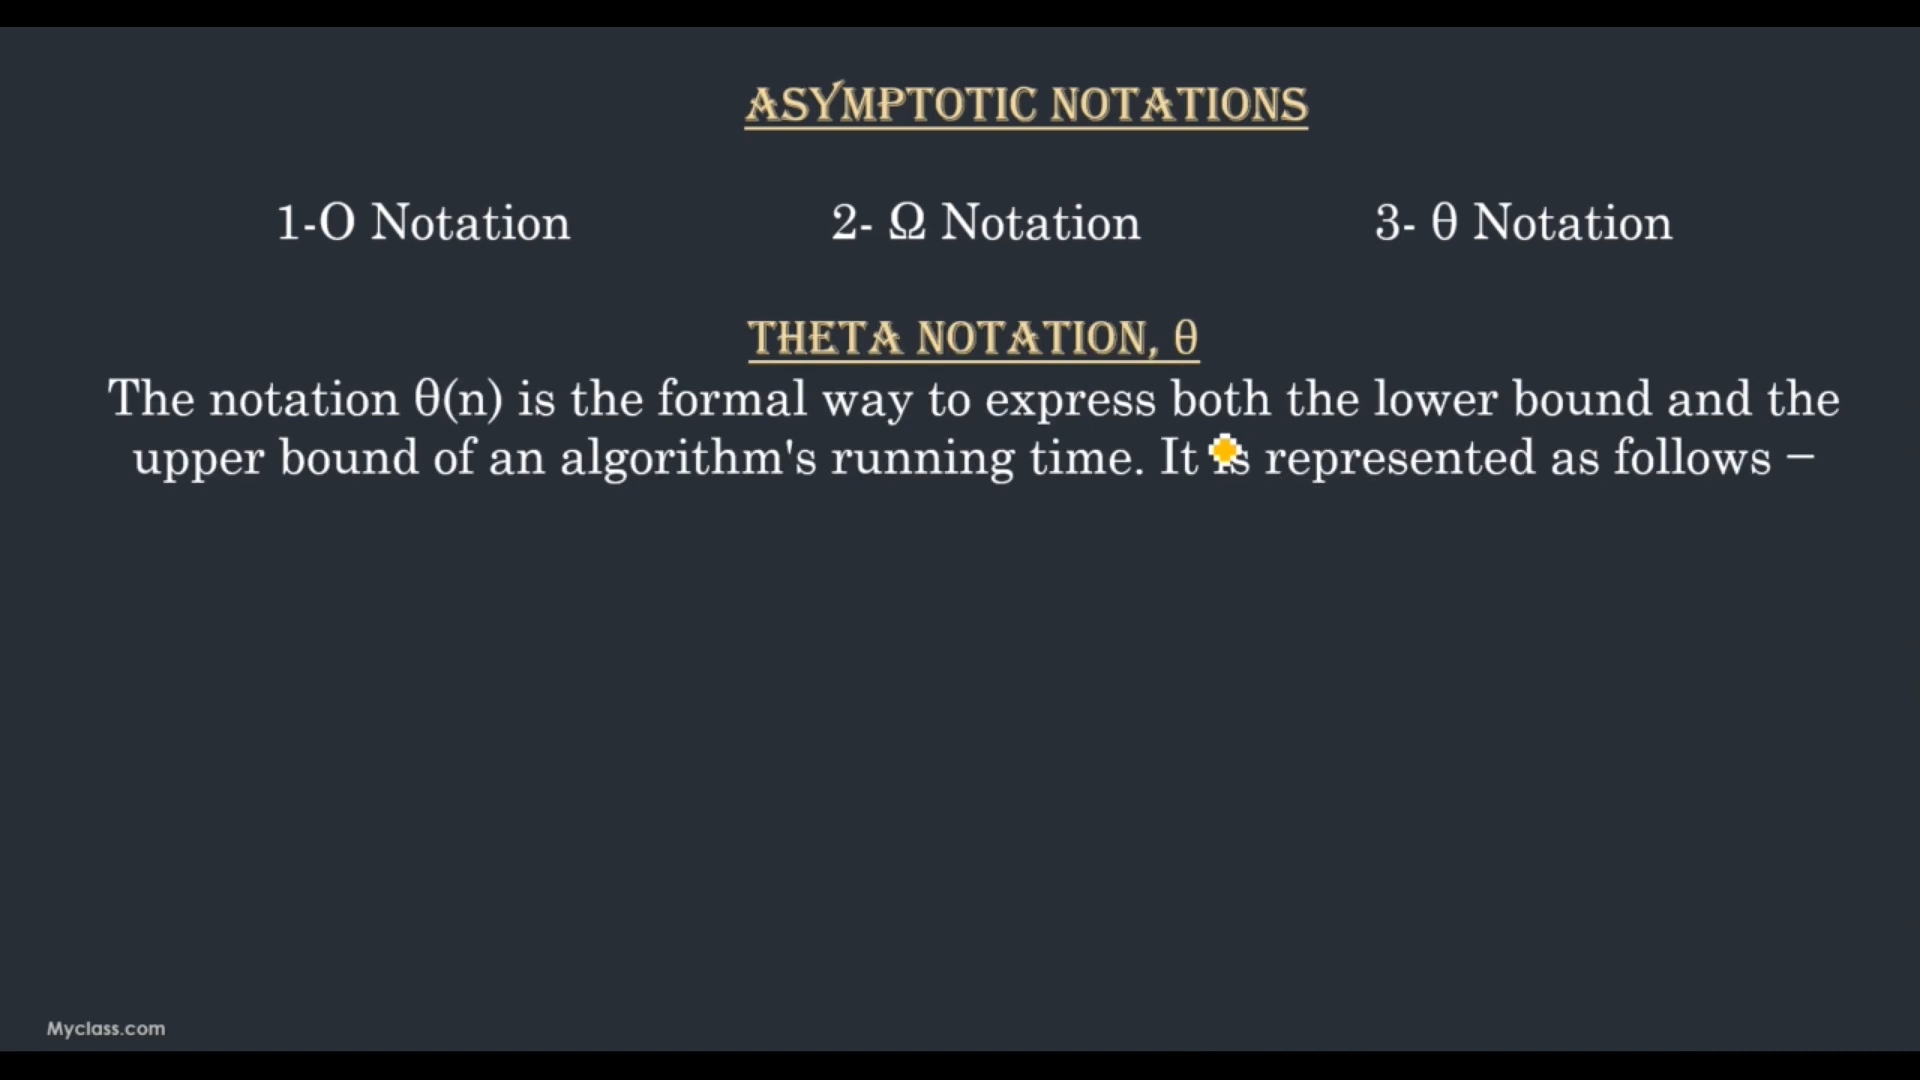 ASYMPTOTIC NOTATIONS
1-O Notation 2- Ω Notation 3- θ Notation
THETA NOTATION, θ
The notation θ(n) is the formal way to express both the lower bound and the
upper bound of an algorithm's running time. It is represented as follows −
Myclass.com